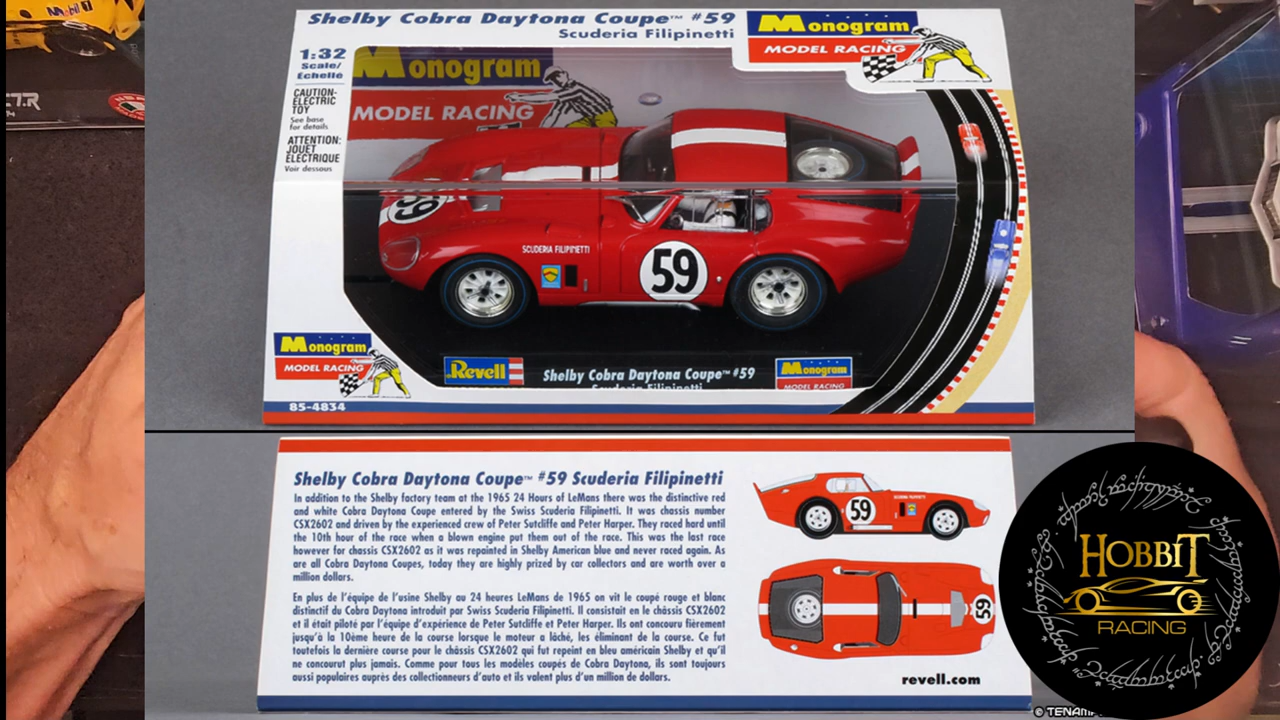 Mobil 1
Shelby Cobra Daytona Coupe™ #59
Scuderia Filipinetti
Monogram
MODEL RACING
1:32
Scale/
Échelle
CAUTION-
ELECTRIC
TOY
See base
for details
ATTENTION:
JOUET
ÉLECTRIQUE
Voir dessous
Monogram
MODEL RACING
59
SCUDERIA FILIPINETTI
59
Monogram
MODEL RACING
85-4834
Revell
Shelby Cobra Daytona Coupe™ #59
Scuderia Filipinetti
Monogram
MODEL RACING
Shelby Cobra Daytona Coupe™ #59 Scuderia Filipinetti
In addition to the Shelby factory team at the 1965 24 Hours of LeMans there was the distinctive red
and white Cobra Daytona Coupe entered by the Swiss Scuderia Filipinetti. It was chassis number
CSX2602 and driven by the experienced crew of Peter Sutcliffe and Peter Harper. They raced hard until
the 10th hour of the race when a blown engine put them out of the race. This was the last race
however for chassis CSX2602 as it was repainted in Shelby American blue and never raced again. As
are all Cobra Daytona Coupes, today they are highly prized by car collectors and are worth over a
million dollars.
En plus de l'équipe de l'usine Shelby au 24 heures LeMans de 1965 on vit le coupé rouge et blanc
distinctif du Cobra Daytona introduit par Swiss Scuderia Filipinetti. Il consistait en le châssis CSX2602
et il était piloté par l'équipe d'expérience de Peter Sutcliffe et Peter Harper. Ils ont concouru fièrement
jusqu'à la 10ème heure de la course lorsque le moteur a lâché, les éliminant de la course. Ce fut
toutefois la dernière course pour le châssis CSX2602 qui fut repeint en bleu américain Shelby et qu'il
ne concourut plus jamais. Comme pour tous les modèles coupés de Cobra Daytona, ils sont toujours
aussi populaires auprès des collectionneurs d'auto et ils valent plus d'un million de dollars.
59
SCUDERIA FILIPINETTI
59
revell.com
HOBBIT
RACING